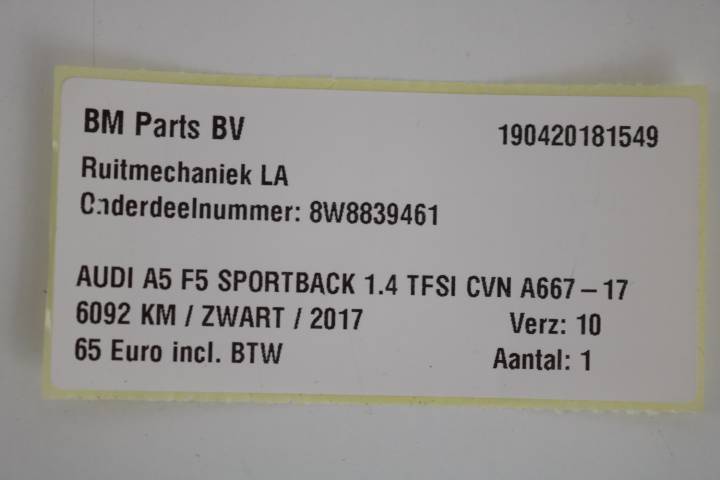 BM Parts BV 190420181549
Ruitmechaniek LA
Onderdeelnummer: 8W8839461
AUDI A5 F5 SPORTBACK 1.4 TFSI CVN A667 – 17
6092 KM / ZWART / 2017 Verz: 10
65 Euro incl. BTW Aantal: 1